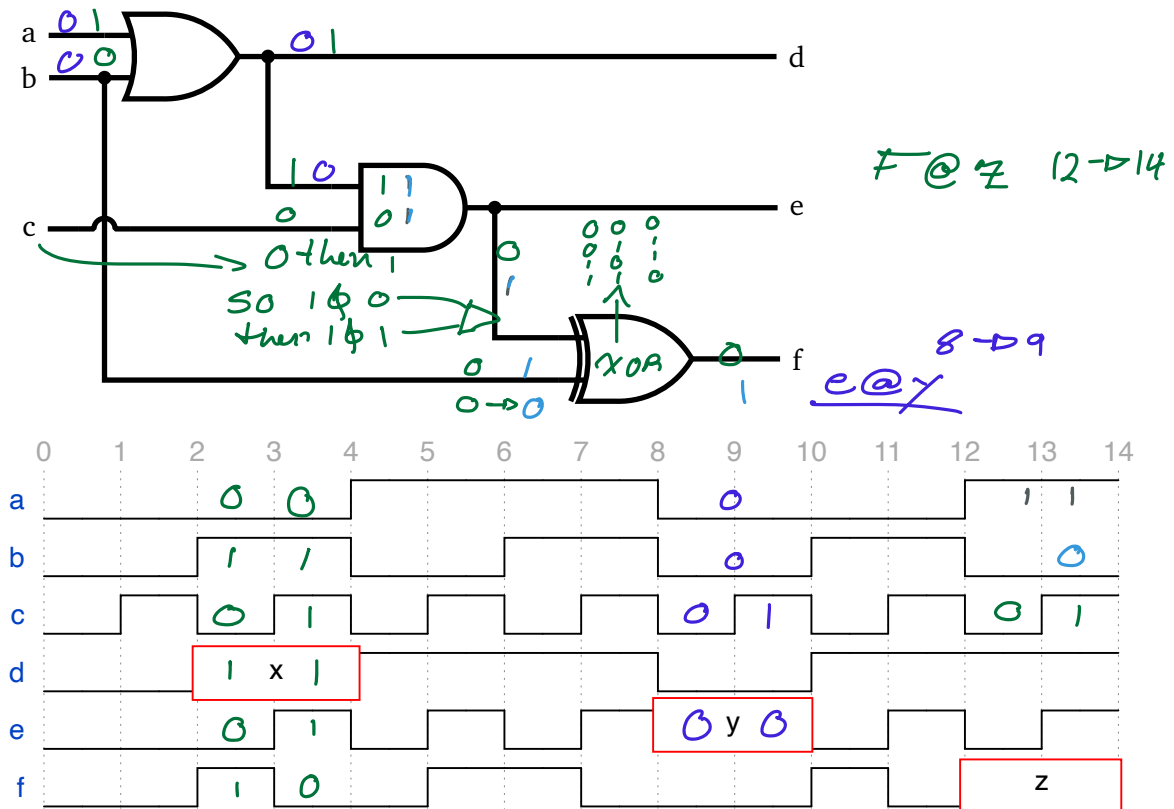 a 0 1
b 0 0
0 1
d
1 0
1 1
F @ z 12 → 14
0
0 1
e
c
0 then 1
0
1
0 0 0
0 1 1
1 0 1
1 1 0
so 1 & 0
then 1 & 1
XOR
0 1
0 → 0
0
1
f
8 → 9
e @ y
0 1 2 3 4 5 6 7 8 9 10 11 12 13 14
a 0 0 0 1 1
b 1 1 0 0
c 0 1 0 1 0 1
d 1 x 1
e 0 1 0 y 0
f 1 0 z